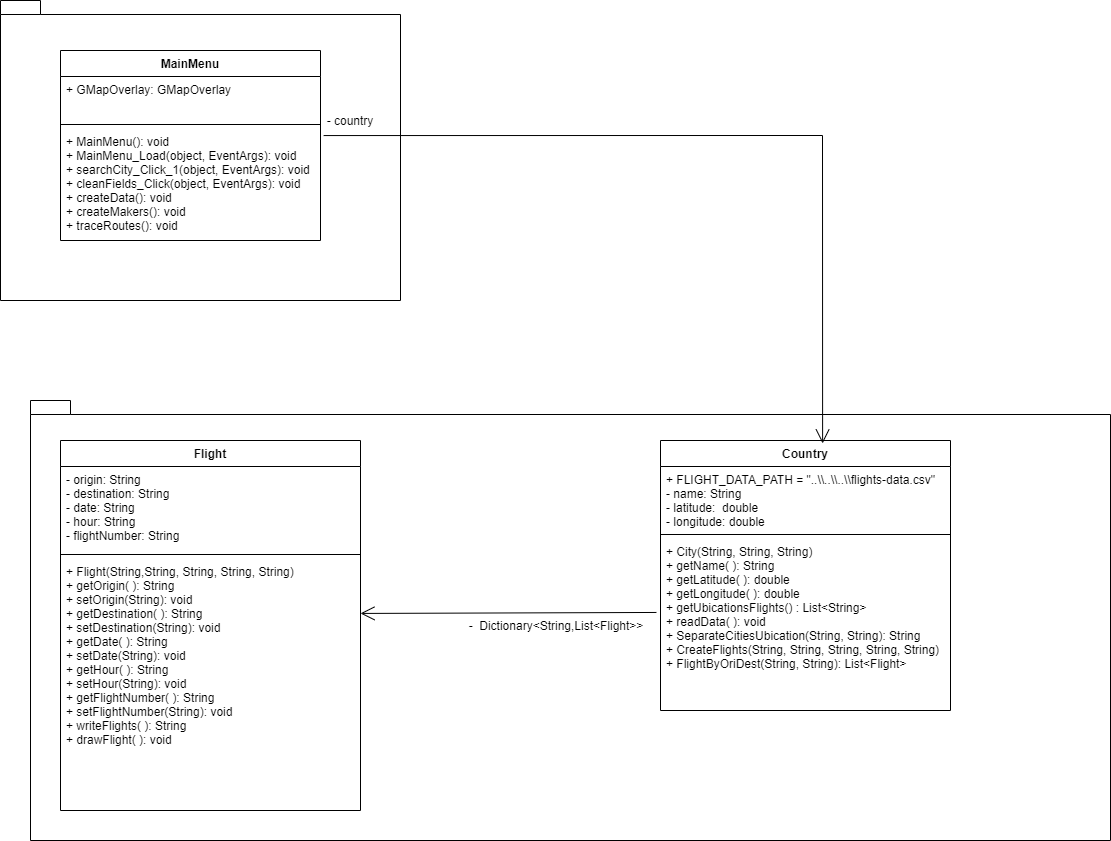 MainMenu
+ GMapOverlay: GMapOverlay
- country
+ MainMenu(): void
+ MainMenu_Load(object, EventArgs): void
+ searchCity_Click_1(object, EventArgs): void
+ cleanFields_Click(object, EventArgs): void
+ createData(): void
+ createMakers(): void
+ traceRoutes(): void
Flight
- origin: String
- destination: String
- date: String
- hour: String
- flightNumber: String
+ Flight(String,String, String, String, String)
+ getOrigin( ): String
+ setOrigin(String): void
+ getDestination( ): String
+ setDestination(String): void
+ getDate( ): String
+ setDate(String): void
+ getHour( ): String
+ setHour(String): void
+ getFlightNumber( ): String
+ setFlightNumber(String): void
+ writeFlights( ): String
+ drawFlight( ): void
- Dictionary<String,List<Flight>>
Country
+ FLIGHT_DATA_PATH = "..\\..\\..\\flights-data.csv"
- name: String
- latitude:  double
- longitude: double
+ City(String, String, String)
+ getName( ): String
+ getLatitude( ): double
+ getLongitude( ): double
+ getUbicationsFlights() : List<String>
+ readData( ): void
+ SeparateCitiesUbication(String, String): String
+ CreateFlights(String, String, String, String, String)
+ FlightByOriDest(String, String): List<Flight>